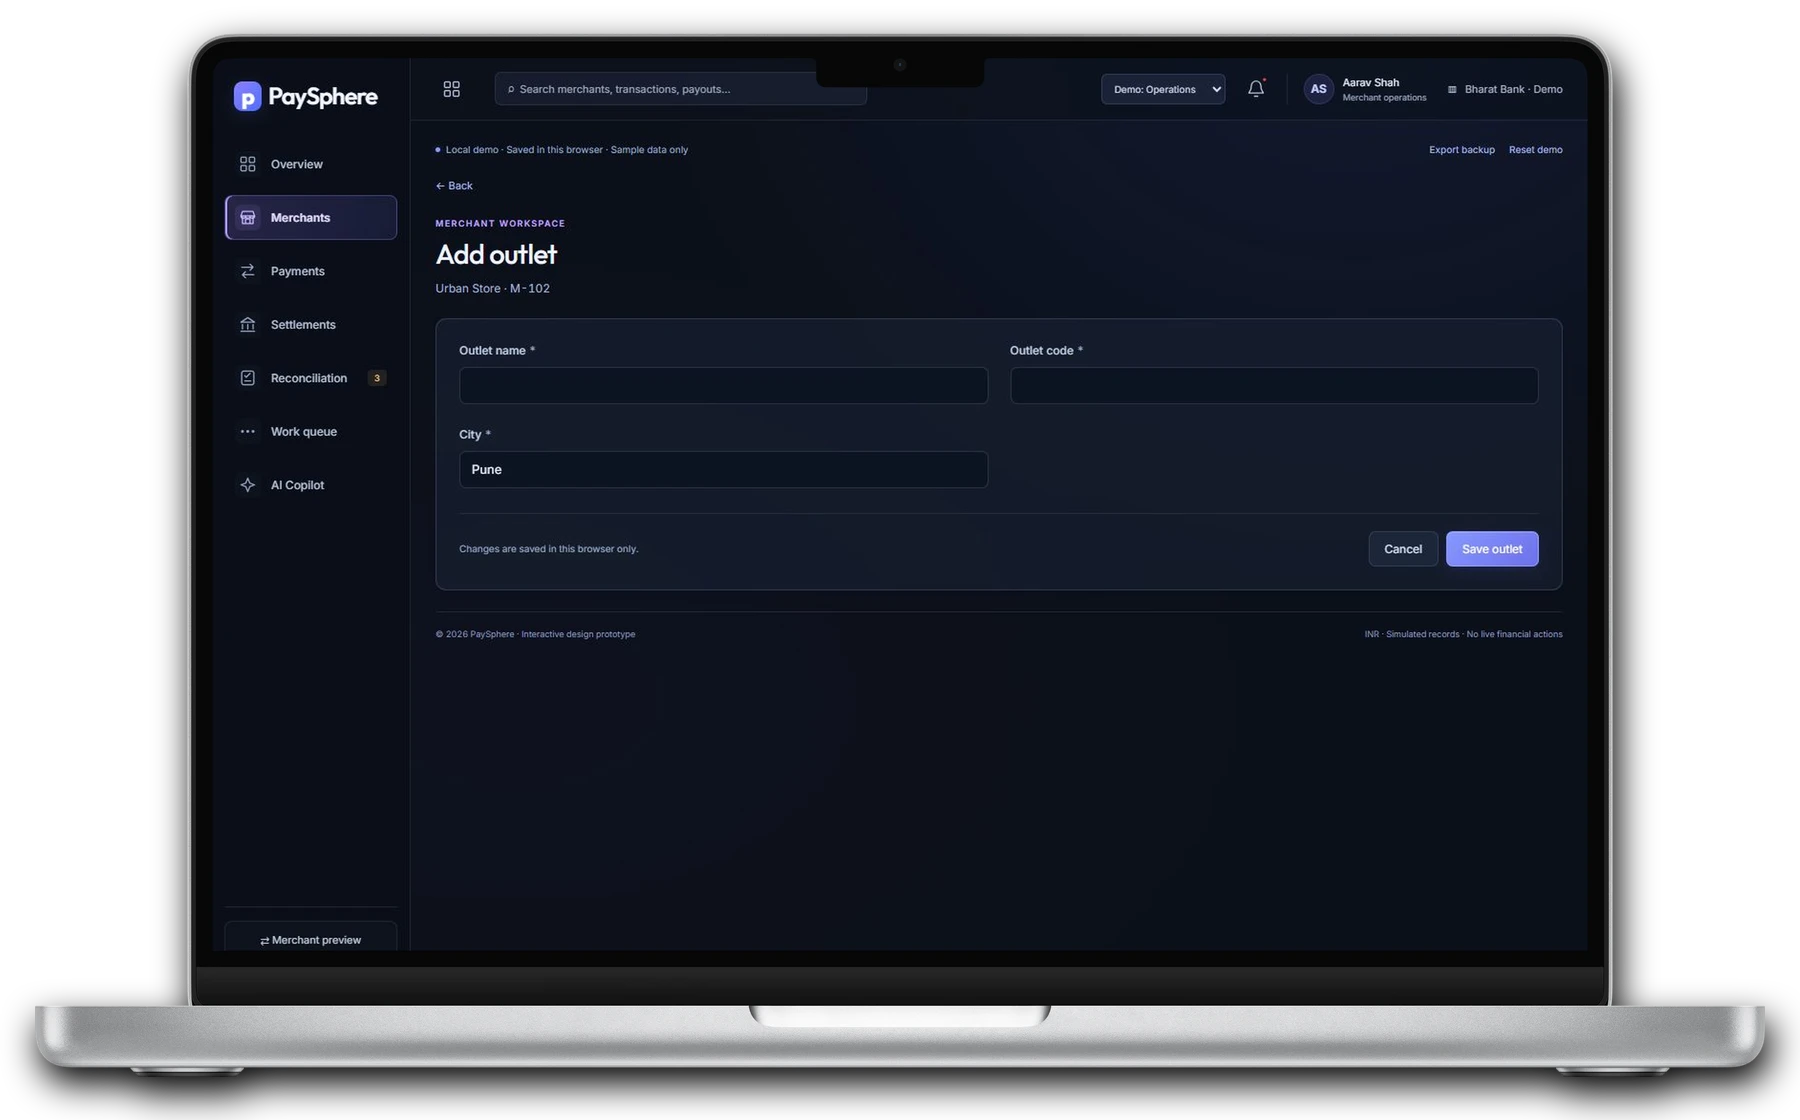 p PaySphere
Search merchants, transactions, payouts...
Demo: Operations
AS
Aarav Shah
Merchant operations
Bharat Bank · Demo
Overview
Merchants
Payments
Settlements
Reconciliation 3
Work queue
AI Copilot
⇄ Merchant preview
Local demo · Saved in this browser · Sample data only
Export backup
Reset demo
← Back
MERCHANT WORKSPACE
Add outlet
Urban Store · M-102
Outlet name *
Outlet code *
City *
Pune
Changes are saved in this browser only.
Cancel
Save outlet
© 2026 PaySphere · Interactive design prototype
INR · Simulated records · No live financial actions